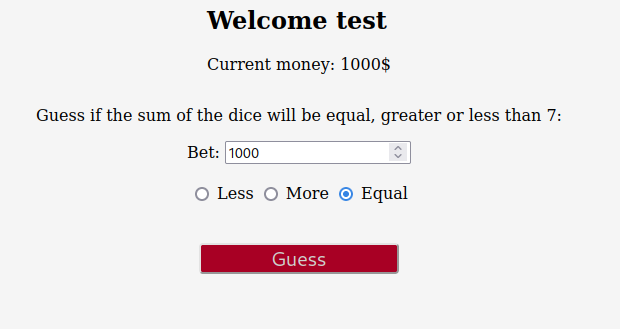 Welcome test
Current money: 1000$
Guess if the sum of the dice will be equal, greater or less than 7:
Bet: 1000
Less More Equal
Guess